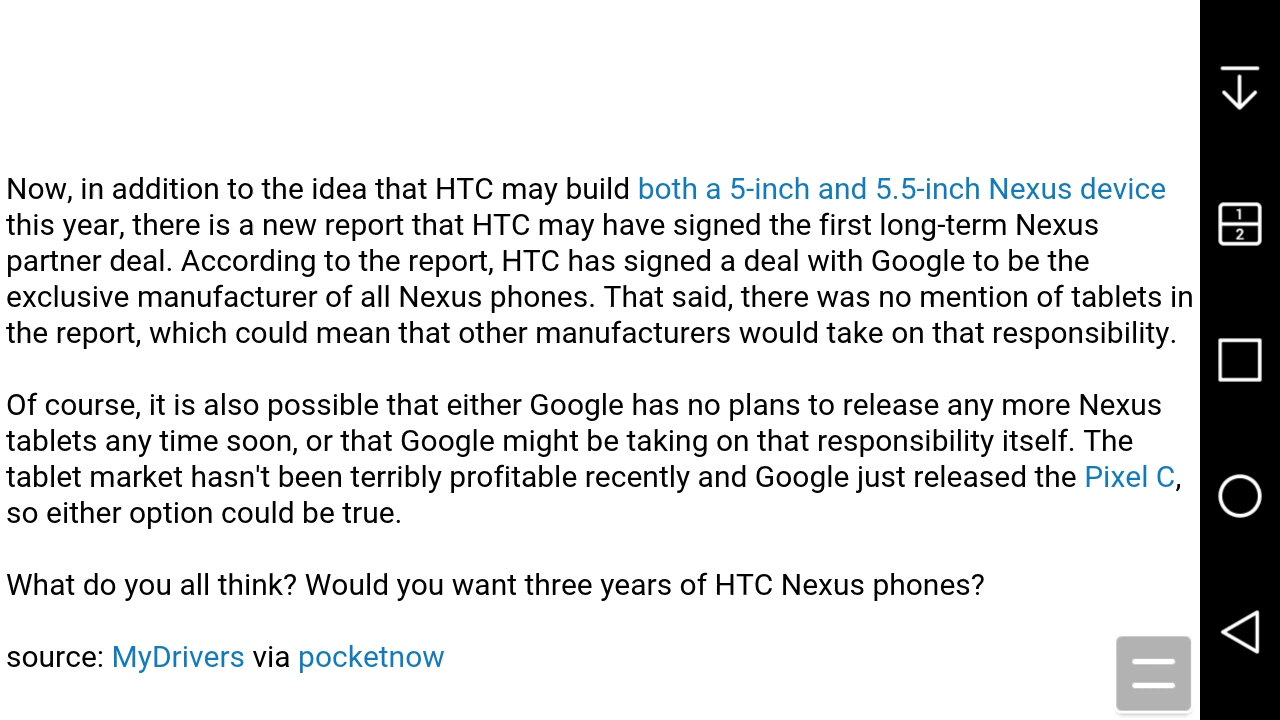 Now, in addition to the idea that HTC may build both a 5-inch and 5.5-inch Nexus device
this year, there is a new report that HTC may have signed the first long-term Nexus
partner deal. According to the report, HTC has signed a deal with Google to be the
exclusive manufacturer of all Nexus phones. That said, there was no mention of tablets in
the report, which could mean that other manufacturers would take on that responsibility.
Of course, it is also possible that either Google has no plans to release any more Nexus
tablets any time soon, or that Google might be taking on that responsibility itself. The
tablet market hasn't been terribly profitable recently and Google just released the Pixel C,
so either option could be true.
What do you all think? Would you want three years of HTC Nexus phones?
source: MyDrivers via pocketnow
1
2